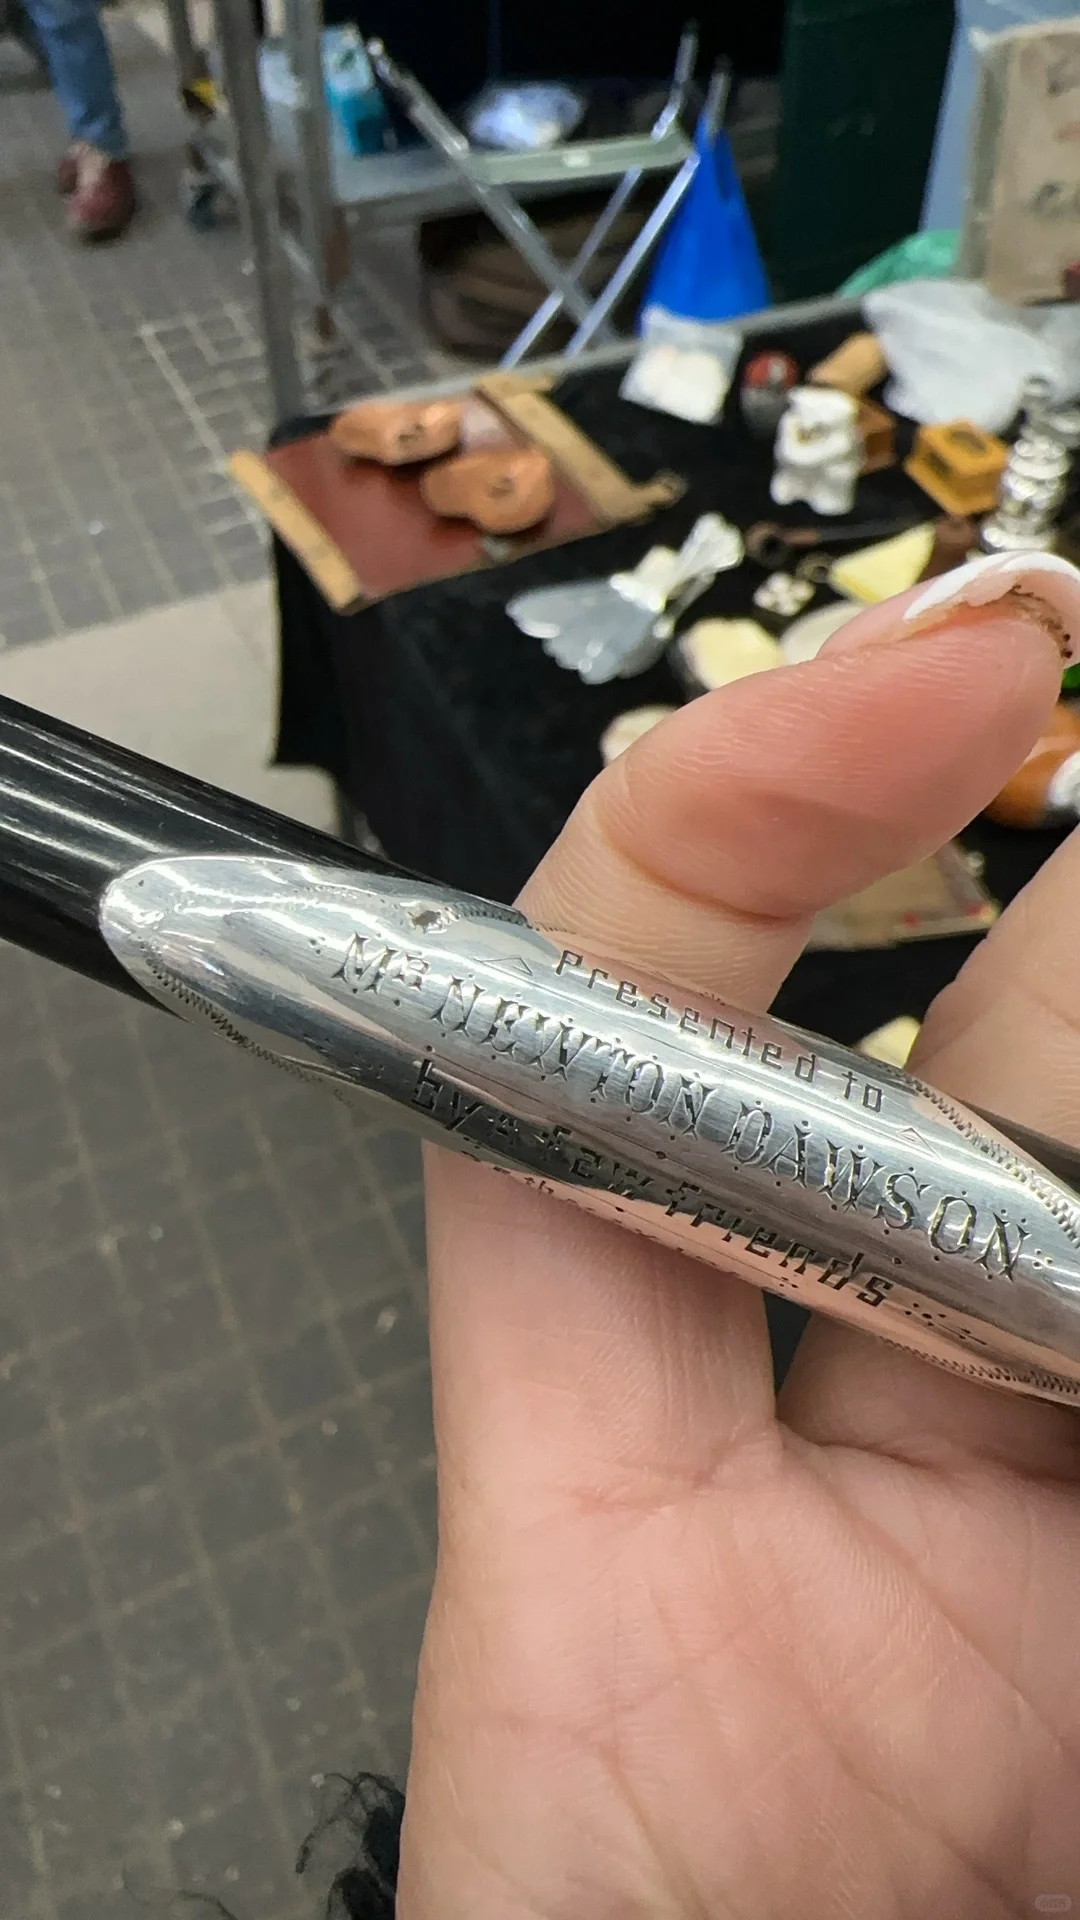 Presented to
Mr. NEWTON DAWSON
by a few friends